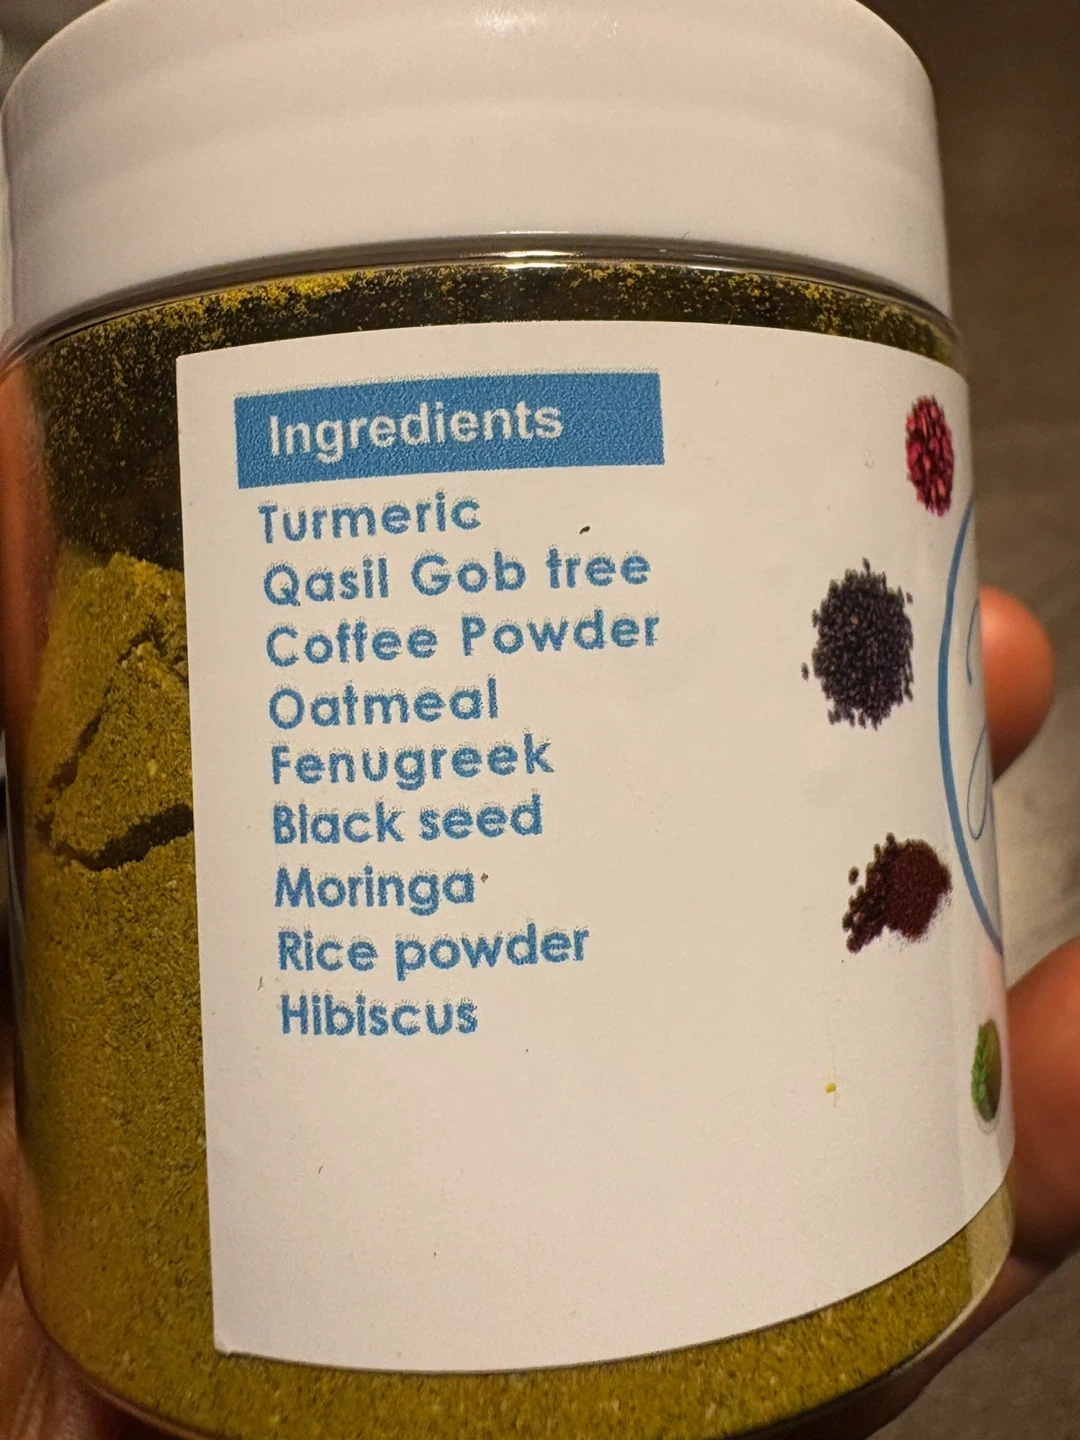 Ingredients
Turmeric
Qasil Gob tree
Coffee Powder
Oatmeal
Fenugreek
Black seed
Moringa
Rice powder
Hibiscus